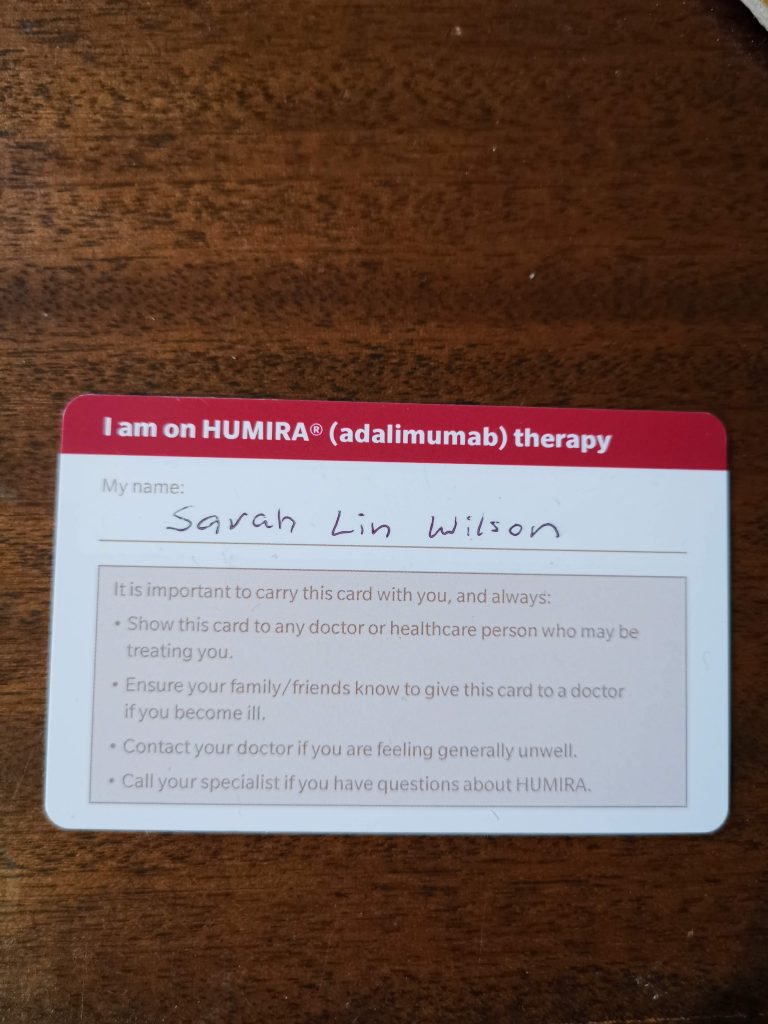 I am on HUMIRA® (adalimumab) therapy
My name:
Sarah Lin Wilson
It is important to carry this card with you, and always:
• Show this card to any doctor or healthcare person who may be
treating you.
• Ensure your family/friends know to give this card to a doctor
if you become ill.
• Contact your doctor if you are feeling generally unwell.
• Call your specialist if you have questions about HUMIRA.